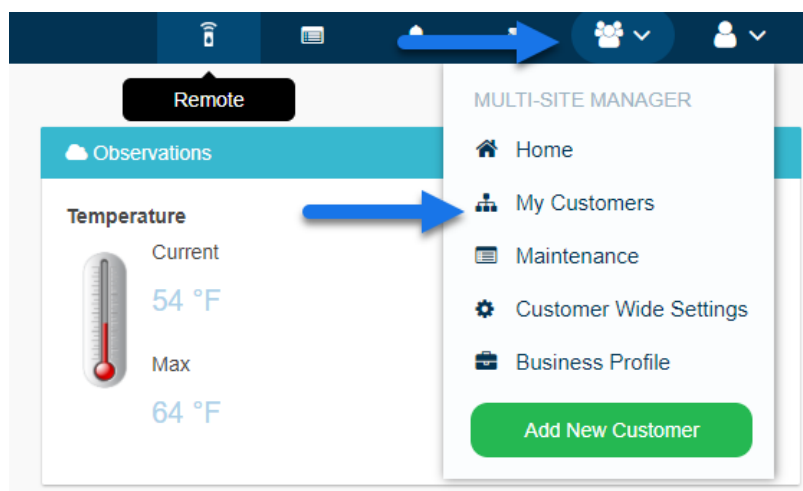 Remote
Observations
Temperature
Current
54 °F
Max
64 °F
MULTI-SITE MANAGER
Home
My Customers
Maintenance
Customer Wide Settings
Business Profile
Add New Customer